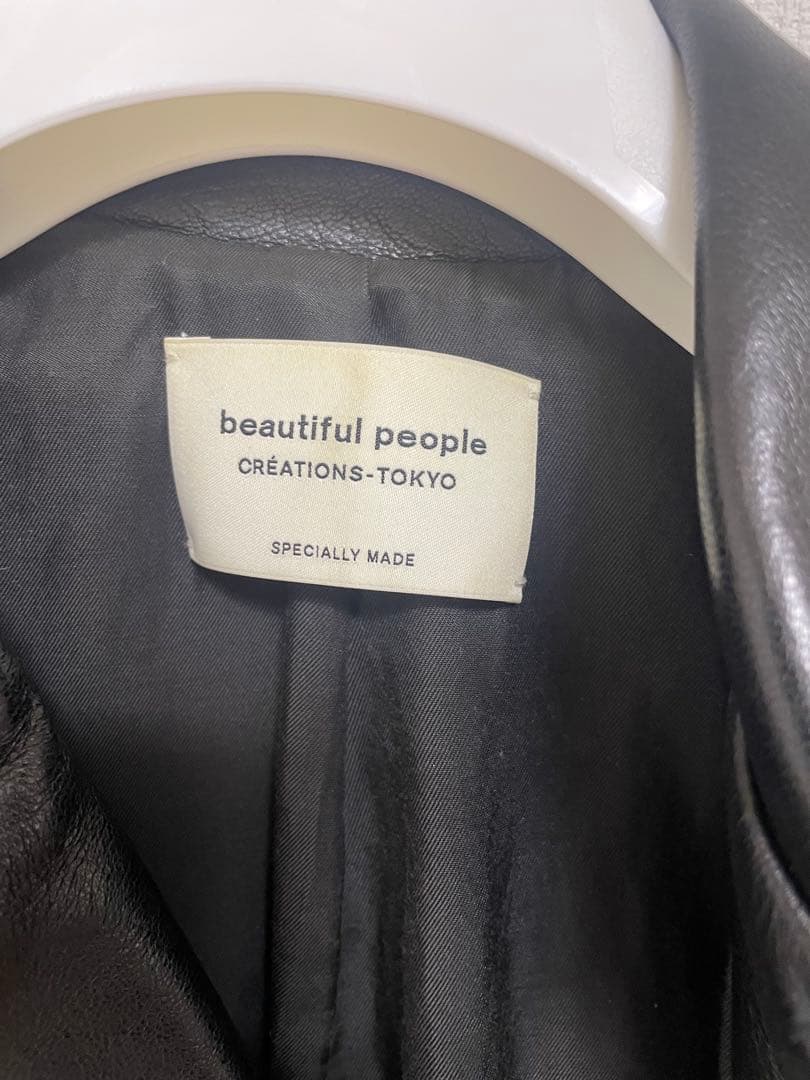 beautiful people
CRÉATIONS-TOKYO
SPECIALLY MADE